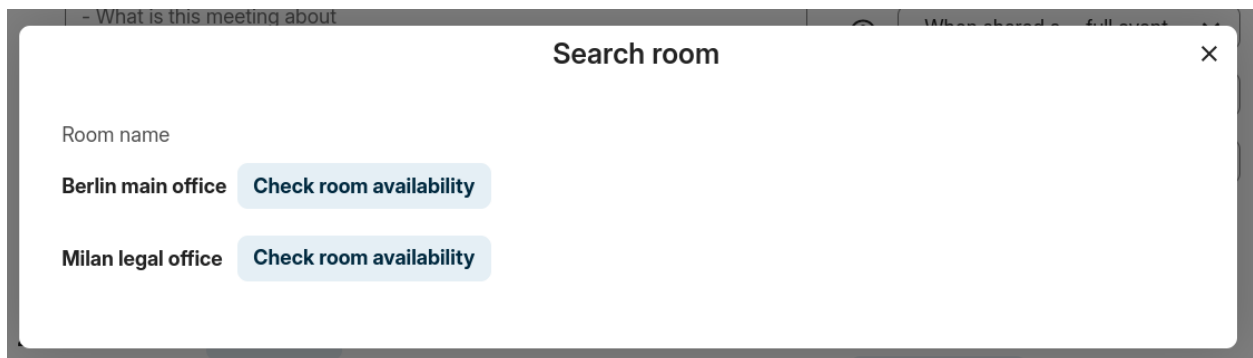 - What is this meeting about
Search room
Room name
Berlin main office Check room availability
Milan legal office Check room availability